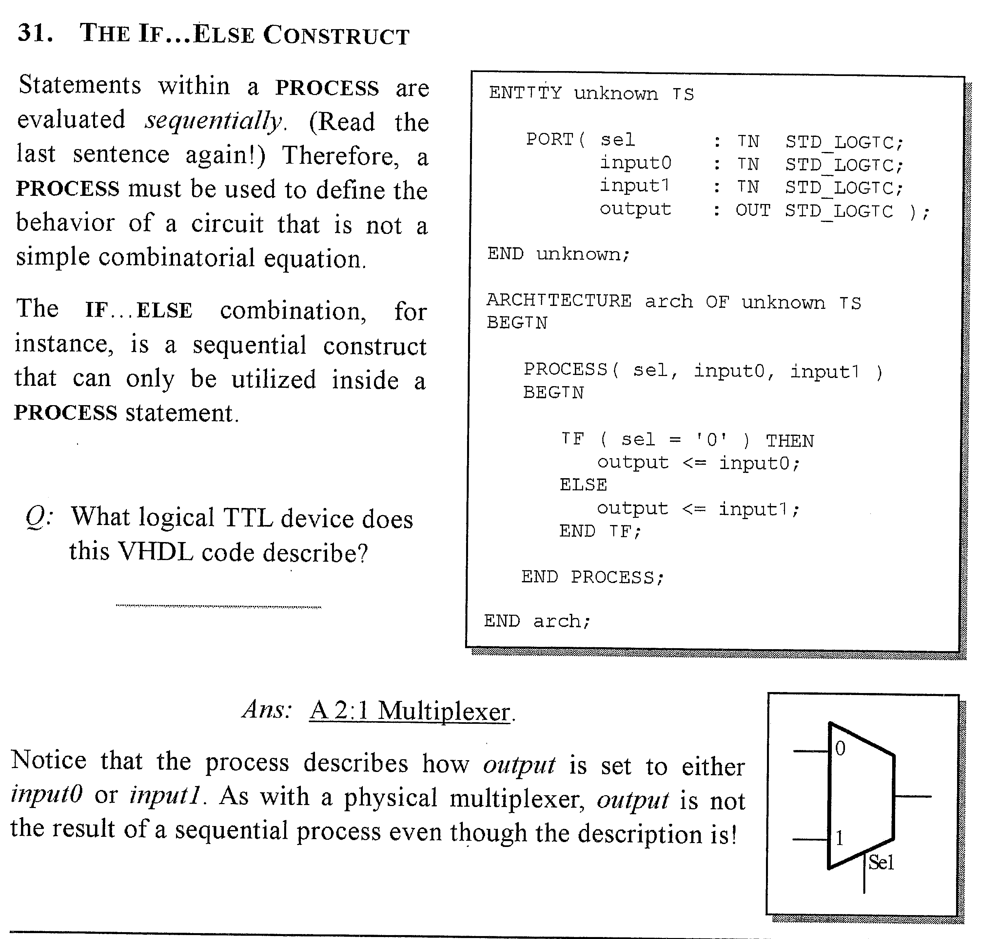 31. THE IF...ELSE CONSTRUCT
Statements within a PROCESS are
evaluated sequentially. (Read the
last sentence again!) Therefore, a
PROCESS must be used to define the
behavior of a circuit that is not a
simple combinatorial equation.
The IF...ELSE combination, for
instance, is a sequential construct
that can only be utilized inside a
PROCESS statement.
Q: What logical TTL device does
this VHDL code describe?
ENTITY unknown IS
PORT( sel : IN STD_LOGIC;
input0 : IN STD_LOGIC;
input1 : IN STD_LOGIC;
output : OUT STD_LOGIC );
END unknown;
ARCHITECTURE arch OF unknown IS
BEGIN
PROCESS( sel, input0, input1 )
BEGIN
IF ( sel = '0' ) THEN
output <= input0;
ELSE
output <= input1;
END IF;
END PROCESS;
END arch;
Ans: A 2:1 Multiplexer.
Notice that the process describes how output is set to either
input0 or input1. As with a physical multiplexer, output is not
the result of a sequential process even though the description is!
0
1
Sel